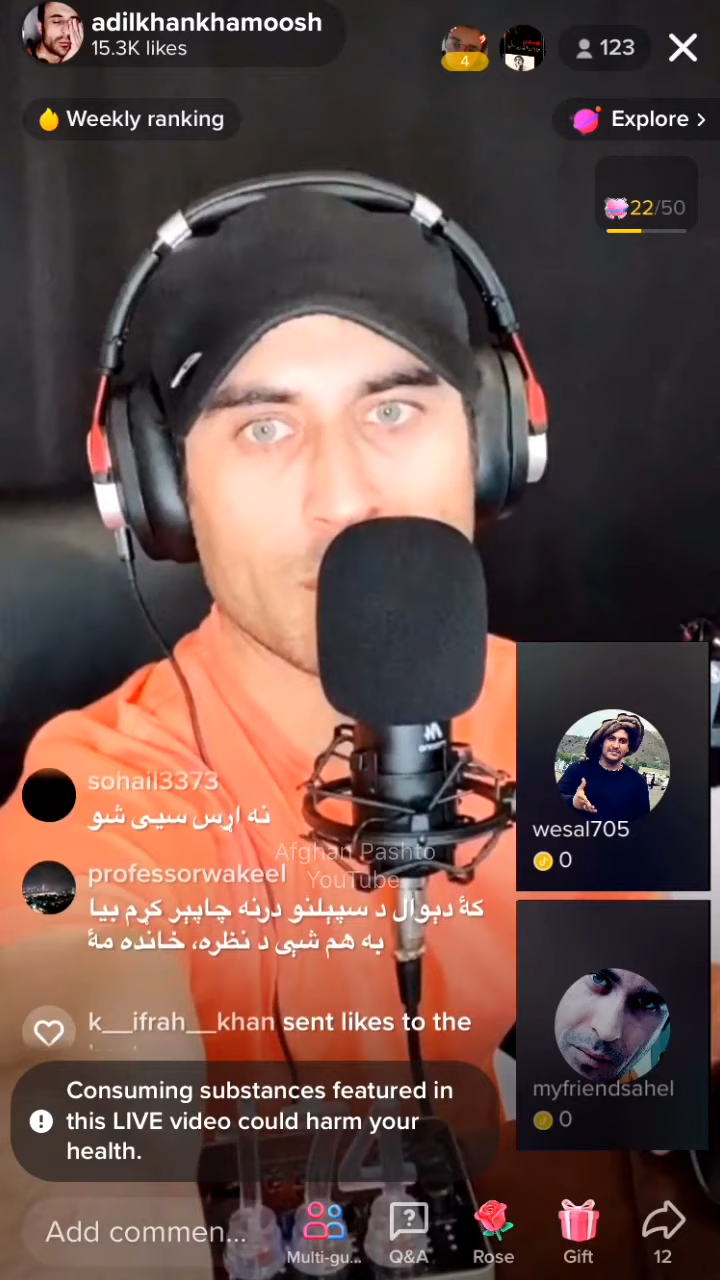 adilkhankhamoosh
15.3K likes
4
123
Weekly ranking
Explore >
22/50
sohail3373
نه اړس سیی شو
Afghan Pashto
YouTube
professorwakeel
کۀ دېوال د سپېلنو درنه چاپېر کړم بیا
به هم شېی د نظره، خانده مۀ
wesal705
0
k__ifrah__khan sent likes to the
myfriendsahel
0
Consuming substances featured in
this LIVE video could harm your
health.
Add commen...
Multi-gu...
Q&A
Rose
Gift
12